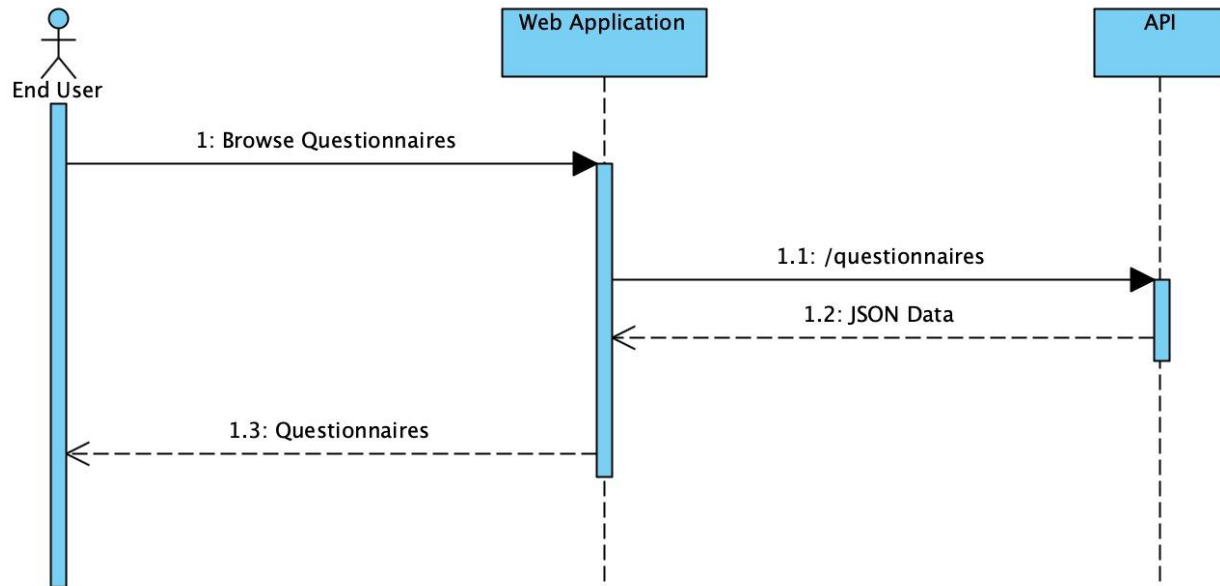 Web Application
API
End User
1: Browse Questionnaires
1.1: /questionnaires
1.2: JSON Data
1.3: Questionnaires